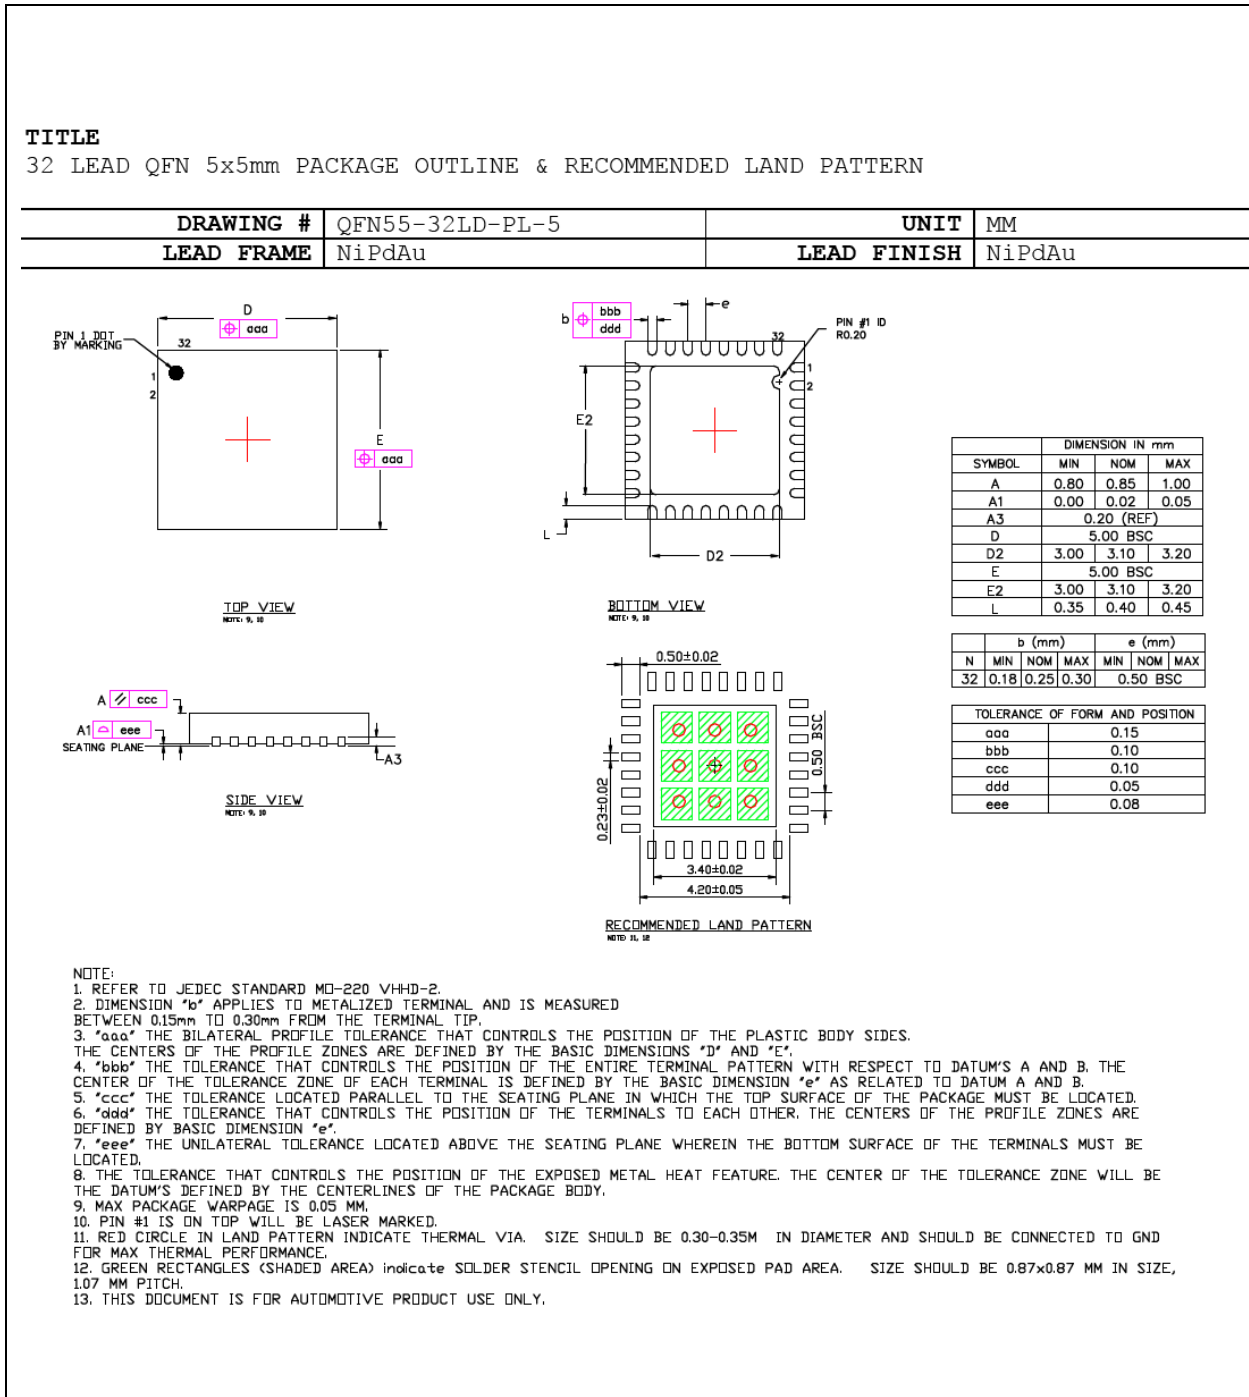 TITLE
32 LEAD QFN 5x5mm PACKAGE OUTLINE & RECOMMENDED LAND PATTERN
DRAWING # QFN55-32LD-PL-5 UNIT MM
LEAD FRAME NiPdAu LEAD FINISH NiPdAu
D
aaa
PIN 1 DOT
BY MARKING
32
1
2
E
aaa
TOP VIEW
NOTE: 9, 10
b bbb
ddd
e
32
PIN #1 ID
R0.20
1
2
E2
L
D2
BOTTOM VIEW
NOTE: 9, 10
DIMENSION IN mm
SYMBOL MIN NOM MAX
A 0.80 0.85 1.00
A1 0.00 0.02 0.05
A3 0.20 (REF)
D 5.00 BSC
D2 3.00 3.10 3.20
E 5.00 BSC
E2 3.00 3.10 3.20
L 0.35 0.40 0.45
b (mm) e (mm)
N MIN NOM MAX MIN NOM MAX
32 0.18 0.25 0.30 0.50 BSC
TOLERANCE OF FORM AND POSITION
aaa 0.15
bbb 0.10
ccc 0.10
ddd 0.05
eee 0.08
A ccc
A1 eee
SEATING PLANE
A3
SIDE VIEW
NOTE: 9, 10
0.50±0.02
0.50 BSC
0.23±0.02
3.40±0.02
4.20±0.05
RECOMMENDED LAND PATTERN
NOTE: 11, 12
NOTE:
1. REFER TO JEDEC STANDARD MO-220 VHHD-2.
2. DIMENSION "b" APPLIES TO METALIZED TERMINAL AND IS MEASURED
BETWEEN 0.15mm TO 0.30mm FROM THE TERMINAL TIP.
3. "aaa" THE BILATERAL PROFILE TOLERANCE THAT CONTROLS THE POSITION OF THE PLASTIC BODY SIDES.
THE CENTERS OF THE PROFILE ZONES ARE DEFINED BY THE BASIC DIMENSIONS "D" AND "E".
4. "bbb" THE TOLERANCE THAT CONTROLS THE POSITION OF THE ENTIRE TERMINAL PATTERN WITH RESPECT TO DATUM'S A AND B. THE
CENTER OF THE TOLERANCE ZONE OF EACH TERMINAL IS DEFINED BY THE BASIC DIMENSION "e" AS RELATED TO DATUM A AND B.
5. "ccc" THE TOLERANCE LOCATED PARALLEL TO THE SEATING PLANE IN WHICH THE TOP SURFACE OF THE PACKAGE MUST BE LOCATED.
6. "ddd" THE TOLERANCE THAT CONTROLS THE POSITION OF THE TERMINALS TO EACH OTHER. THE CENTERS OF THE PROFILE ZONES ARE
DEFINED BY BASIC DIMENSION "e".
7. "eee" THE UNILATERAL TOLERANCE LOCATED ABOVE THE SEATING PLANE WHEREIN THE BOTTOM SURFACE OF THE TERMINALS MUST BE
LOCATED.
8. THE TOLERANCE THAT CONTROLS THE POSITION OF THE EXPOSED METAL HEAT FEATURE. THE CENTER OF THE TOLERANCE ZONE WILL BE
THE DATUM'S DEFINED BY THE CENTERLINES OF THE PACKAGE BODY.
9. MAX PACKAGE WARPAGE IS 0.05 MM.
10. PIN #1 IS ON TOP WILL BE LASER MARKED.
11. RED CIRCLE IN LAND PATTERN INDICATE THERMAL VIA. SIZE SHOULD BE 0.30-0.35M IN DIAMETER AND SHOULD BE CONNECTED TO GND
FOR MAX THERMAL PERFORMANCE.
12. GREEN RECTANGLES (SHADED AREA) indicate SOLDER STENCIL OPENING ON EXPOSED PAD AREA. SIZE SHOULD BE 0.87x0.87 MM IN SIZE,
1.07 MM PITCH.
13. THIS DOCUMENT IS FOR AUTOMOTIVE PRODUCT USE ONLY.